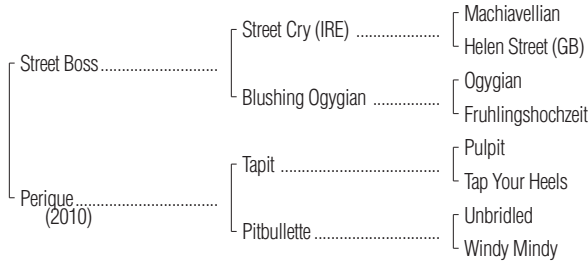 Machiavellian
Street Cry (IRE) ....................
Helen Street (GB)
Street Boss............................
Ogygian
Blushing Ogygian ................
Fruhlingshochzeit
Pulpit
Tapit ......................................
Tap Your Heels
Perique..................................
(2010)
Unbridled
Pitbullette ..............................
Windy Mindy